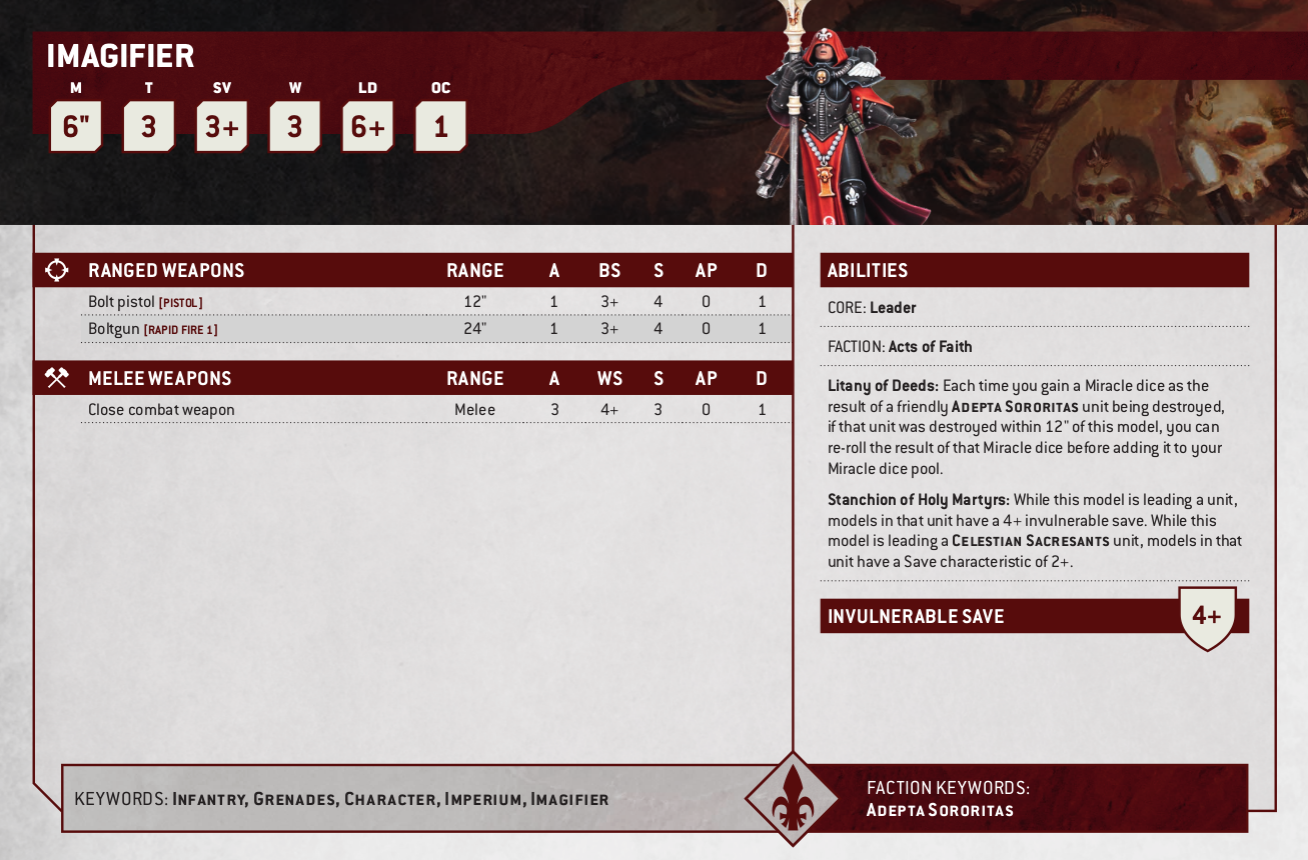 IMAGIFIER
M T SV W LD OC
6" 3 3+ 3 6+ 1
RANGED WEAPONS RANGE A BS S AP D
Bolt pistol [PISTOL] 12" 1 3+ 4 0 1
Boltgun [RAPID FIRE 1] 24" 1 3+ 4 0 1
MELEE WEAPONS RANGE A WS S AP D
Close combat weapon Melee 3 4+ 3 0 1
ABILITIES
CORE: Leader
FACTION: Acts of Faith
Litany of Deeds: Each time you gain a Miracle dice as the
result of a friendly ADEPTA SORORITAS unit being destroyed,
if that unit was destroyed within 12" of this model, you can
re-roll the result of that Miracle dice before adding it to your
Miracle dice pool.
Stanchion of Holy Martyrs: While this model is leading a unit,
models in that unit have a 4+ invulnerable save. While this
model is leading a CELESTIAN SACRESANTS unit, models in that
unit have a Save characteristic of 2+.
INVULNERABLE SAVE 4+
KEYWORDS: INFANTRY, GRENADES, CHARACTER, IMPERIUM, IMAGIFIER
FACTION KEYWORDS:
ADEPTA SORORITAS